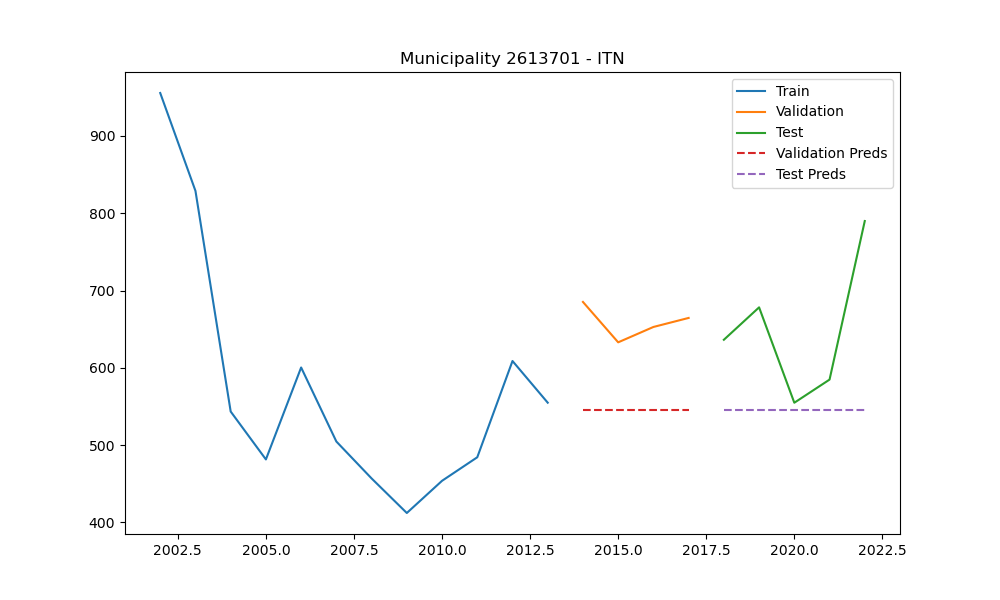 Municipality 2613701 - ITN
Train
Validation
Test
Validation Preds
Test Preds
900
800
700
600
500
400
2002.5 2005.0 2007.5 2010.0 2012.5 2015.0 2017.5 2020.0 2022.5